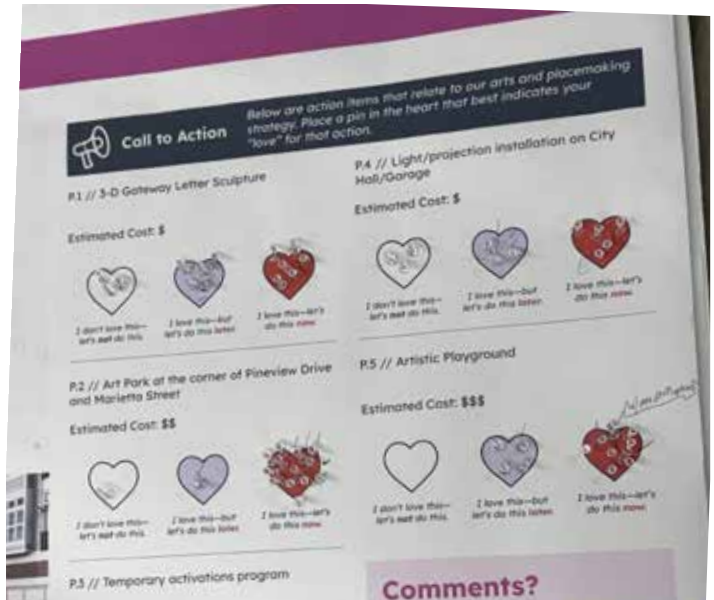 Call to Action
Below are action items that relate to our arts and placemaking
strategy. Place a pin in the heart that best indicates your
"love" for that action.
P.1 // 3-D Gateway Letter Sculpture
Estimated Cost: $
I don't love this—
let's not do this.
I love this—but
let's do this later.
I love this—let's
do this now.
P.2 // Art Park at the corner of Pineview Drive
and Marietta Street
Estimated Cost: $$
I don't love this—
let's not do this.
I love this—but
let's do this later.
I love this—let's
do this now.
P.3 // Temporary activations program
P.4 // Light/projection installation on City
Hall/Garage
Estimated Cost: $
I don't love this—
let's not do this.
I love this—but
let's do this later.
I love this—let's
do this now.
P.5 // Artistic Playground
Estimated Cost: $$$
I don't love this—
let's not do this.
I love this—but
let's do this later.
I love this—let's
do this now.
Comments?